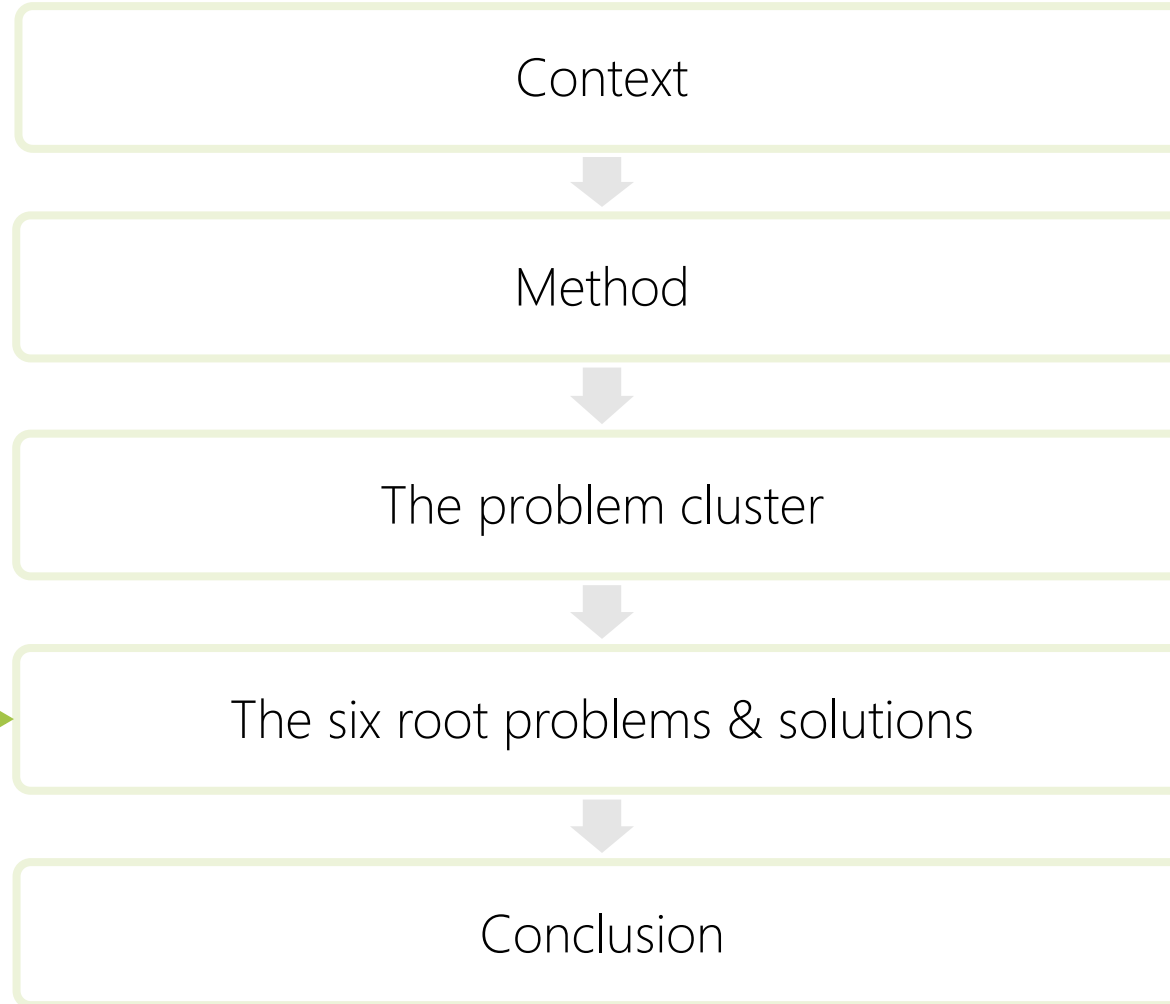 Context
Method
The problem cluster
The six root problems & solutions
Conclusion